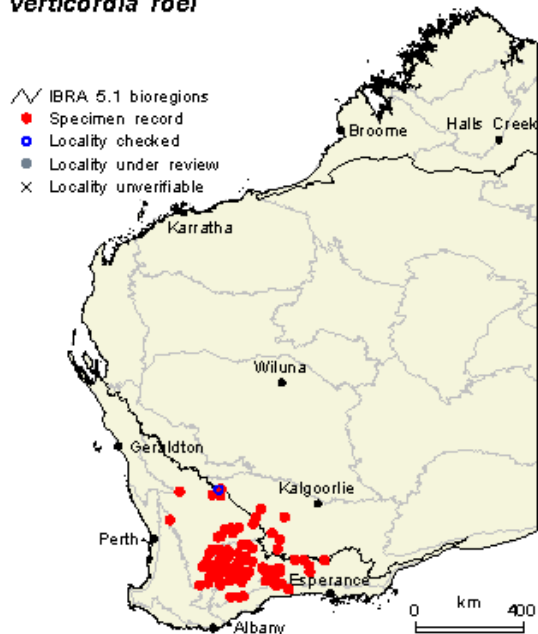 Verticordia roei
IBRA 5.1 bioregions
Specimen record
Locality checked
Locality under review
Locality unverifiable
Broome
Halls Creek
Karratha
Wiluna
Geraldton
Kalgoorlie
Perth
Esperance
Albany
0 km 400